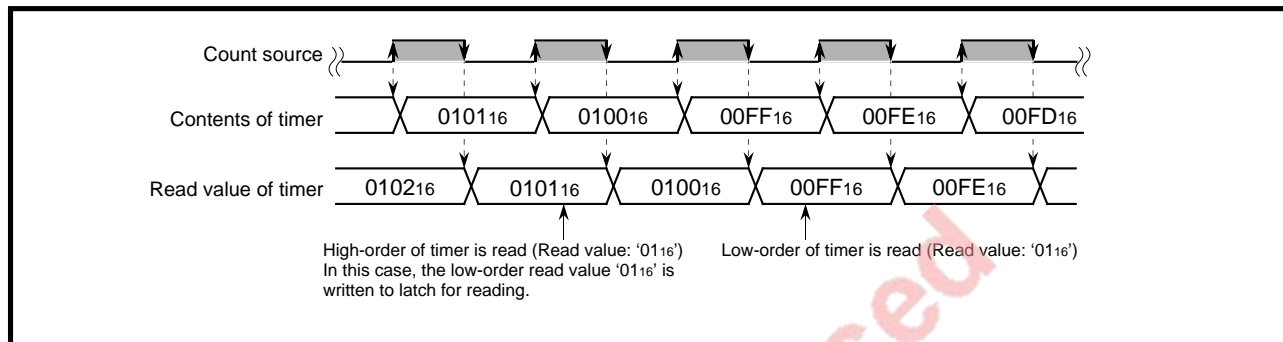 Count source
Contents of timer
0101₁₆ 0100₁₆ 00FF₁₆ 00FE₁₆ 00FD₁₆
Read value of timer
0102₁₆ 0101₁₆ 0100₁₆ 00FF₁₆ 00FE₁₆
High-order of timer is read (Read value: ‘01₁₆’)
In this case, the low-order read value ‘01₁₆’ is
written to latch for reading.
Low-order of timer is read (Read value: ‘01₁₆’)